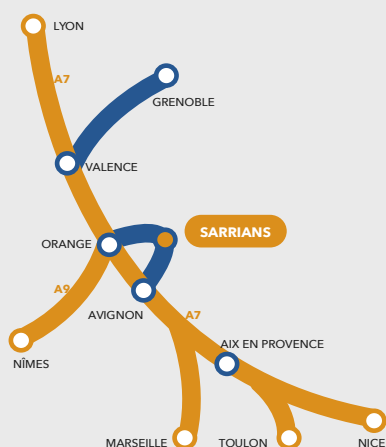 LYON
A7
GRENOBLE
VALENCE
SARRIANS
ORANGE
A9
AVIGNON
A7
AIX EN PROVENCE
NÎMES
MARSEILLE
TOULON
NICE